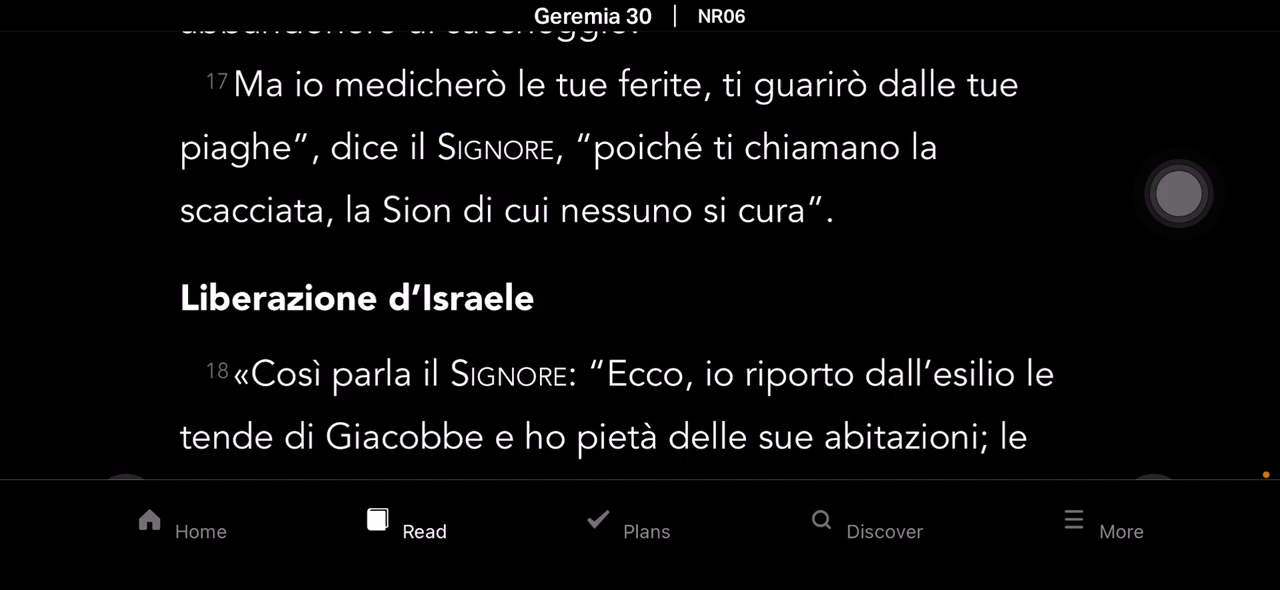 Geremia 30 | NR06
17 Ma io medicherò le tue ferite, ti guarirò dalle tue
piaghe”, dice il SIGNORE, “poiché ti chiamano la
scacciata, la Sion di cui nessuno si cura”.
Liberazione d’Israele
18 «Così parla il SIGNORE: “Ecco, io riporto dall’esilio le
tende di Giacobbe e ho pietà delle sue abitazioni; le
Home Read Plans Discover More